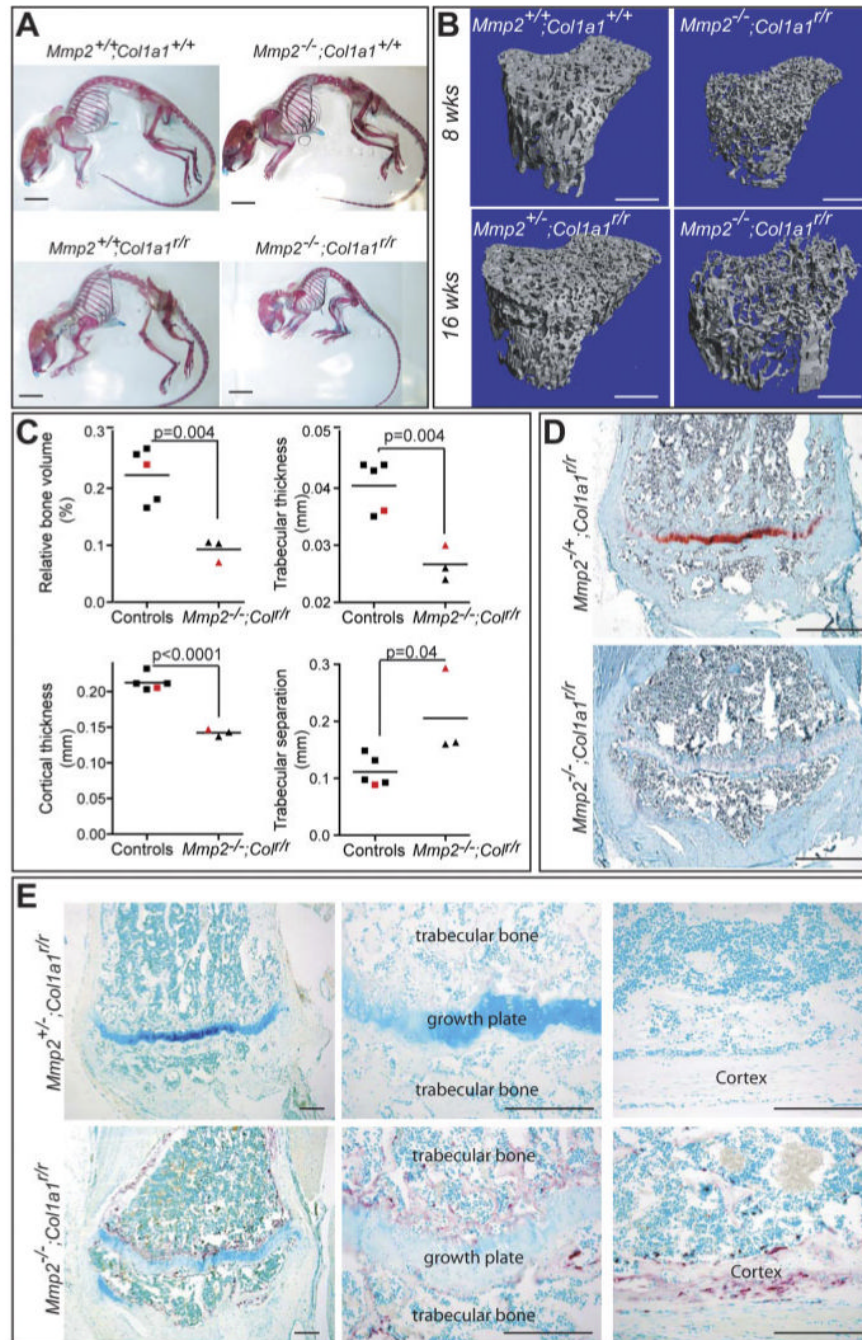 A
Mmp2+/+;Col1a1+/+
Mmp2-/-;Col1a1+/+
Mmp2+/+;Col1a1r/r
Mmp2-/-;Col1a1r/r
B
Mmp2+/+;Col1a1+/+
Mmp2-/-;Col1a1r/r
8 wks
Mmp2+/-;Col1a1r/r
Mmp2-/-;Col1a1r/r
16 wks
C
Relative bone volume
(%)
0.3
0.2
0.1
0.0
p=0.004
Controls
Mmp2-/-;Colr/r
Trabecular thickness
(mm)
0.05
0.04
0.03
0.02
p=0.004
Controls
Mmp2-/-;Colr/r
Cortical thickness
(mm)
0.20
0.15
0.10
0.05
0.00
p<0.0001
Controls
Mmp2-/-;Colr/r
Trabecular separation
(mm)
0.3
0.2
0.1
0.0
p=0.04
Controls
Mmp2-/-;Colr/r
D
Mmp2-/+;Col1a1r/r
Mmp2-/-;Col1a1r/r
E
Mmp2+/-;Col1a1r/r
trabecular bone
growth plate
trabecular bone
Cortex
Mmp2-/-;Col1a1r/r
trabecular bone
growth plate
trabecular bone
Cortex